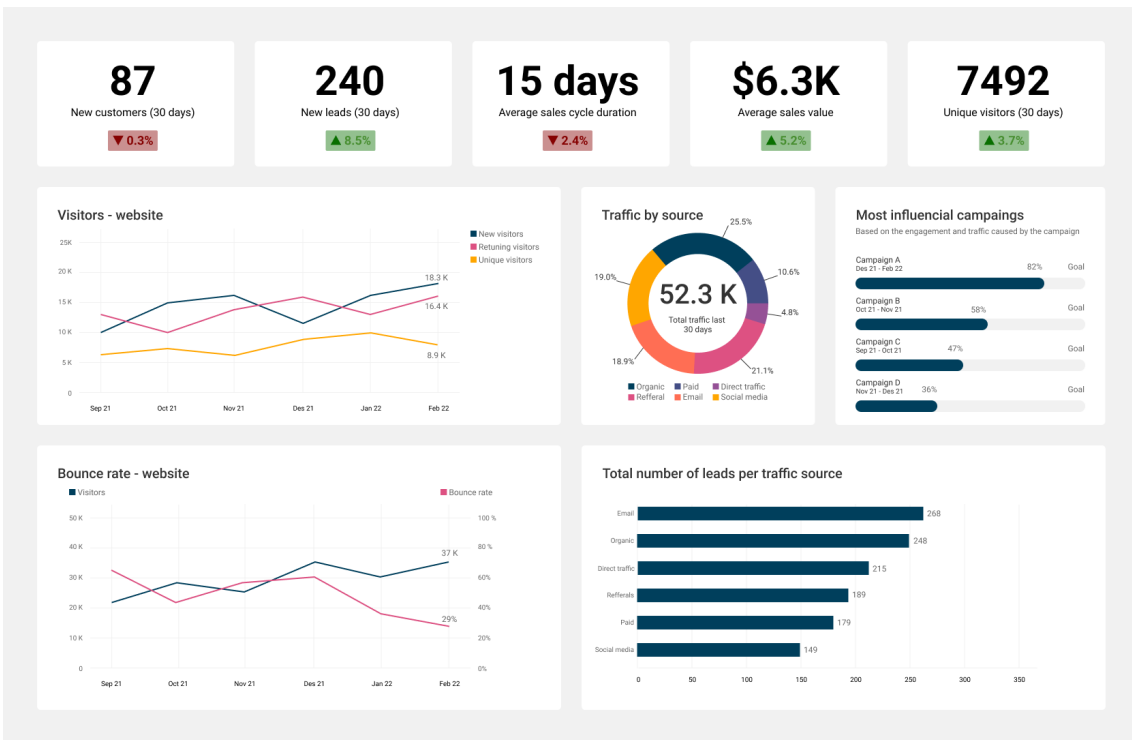 87
New customers (30 days)
▼ 0.3%
240
New leads (30 days)
▲ 8.5%
15 days
Average sales cycle duration
▼ 2.4%
$6.3K
Average sales value
▲ 5.2%
7492
Unique visitors (30 days)
▲ 3.7%
Visitors - website
New visitors
Retuning visitors
Unique visitors
25K
20 K
15 K
10 K
5 K
0
18.3 K
16.4 K
8.9 K
Sep 21
Oct 21
Nov 21
Des 21
Jan 22
Feb 22
Traffic by source
25.5%
10.6%
4.8%
21.1%
18.9%
19.0%
52.3 K
Total traffic last
30 days
Organic
Paid
Direct traffic
Refferal
Email
Social media
Most influencial campaings
Based on the engagement and traffic caused by the campaign
Campaign A
Des 21 - Feb 22
82%
Goal
Campaign B
Oct 21 - Nov 21
58%
Goal
Campaign C
Sep 21 - Oct 21
47%
Goal
Campaign D
Nov 21 - Des 21
36%
Goal
Bounce rate - website
Visitors
Bounce rate
50 K
40 K
30 K
20 K
10 K
0
100 %
80 %
60%
40%
20%
0%
37 K
29%
Sep 21
Oct 21
Nov 21
Des 21
Jan 22
Feb 22
Total number of leads per traffic source
Email
268
Organic
248
Direct traffic
215
Refferals
189
Paid
179
Social media
149
0
50
100
150
200
250
300
350